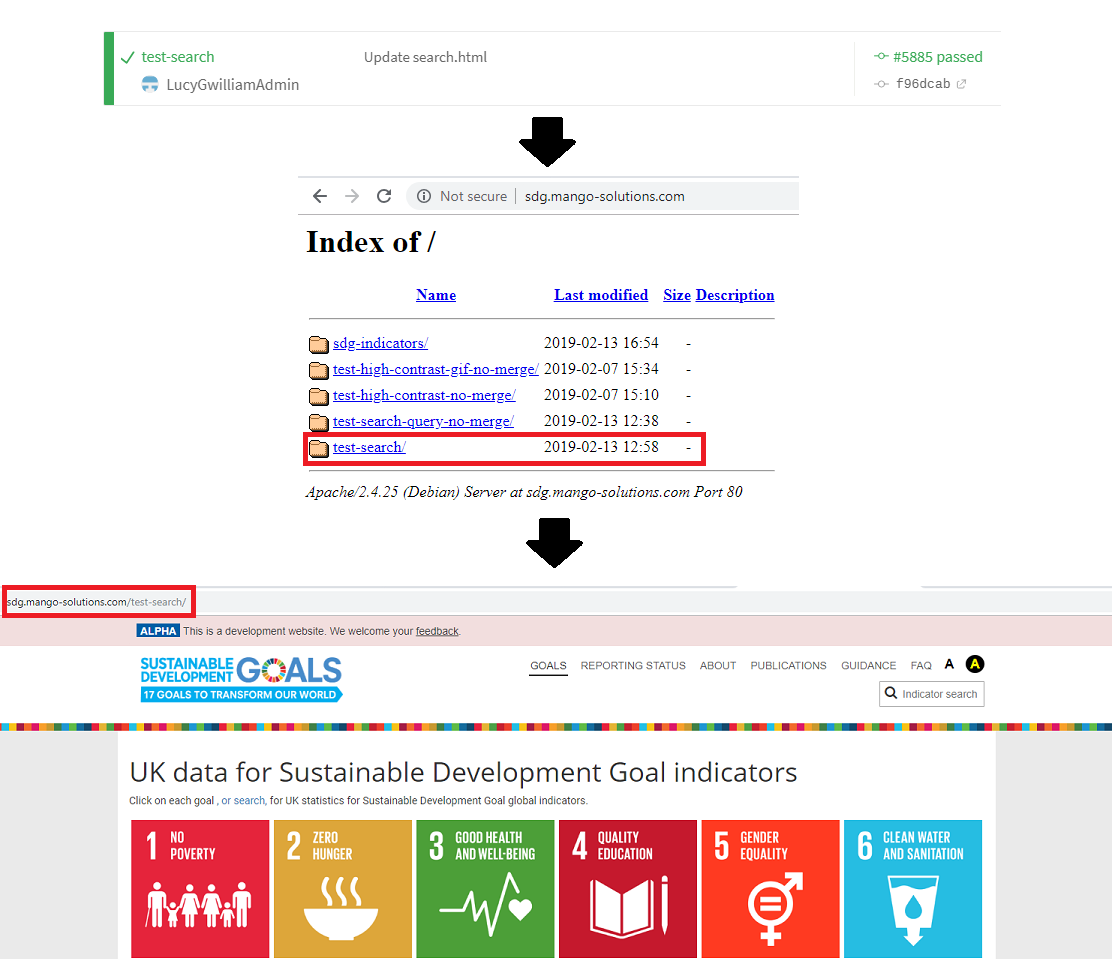 test-search Update search.html #5885 passed
LucyGwilliamAdmin f96dcab
Not secure sdg.mango-solutions.com
Index of /
Name Last modified Size Description
sdg-indicators/ 2019-02-13 16:54 -
test-high-contrast-gif-no-merge/ 2019-02-07 15:34 -
test-high-contrast-no-merge/ 2019-02-07 15:10 -
test-search-query-no-merge/ 2019-02-13 12:38 -
test-search/ 2019-02-13 12:58 -
Apache/2.4.25 (Debian) Server at sdg.mango-solutions.com Port 80
sdg.mango-solutions.com/test-search/
ALPHA This is a development website. We welcome your feedback.
SUSTAINABLE DEVELOPMENT GOALS
17 GOALS TO TRANSFORM OUR WORLD
GOALS REPORTING STATUS ABOUT PUBLICATIONS GUIDANCE FAQ A A
Indicator search
UK data for Sustainable Development Goal indicators
Click on each goal , or search, for UK statistics for Sustainable Development Goal global indicators.
1 NO POVERTY
2 ZERO HUNGER
3 GOOD HEALTH AND WELL-BEING
4 QUALITY EDUCATION
5 GENDER EQUALITY
6 CLEAN WATER AND SANITATION